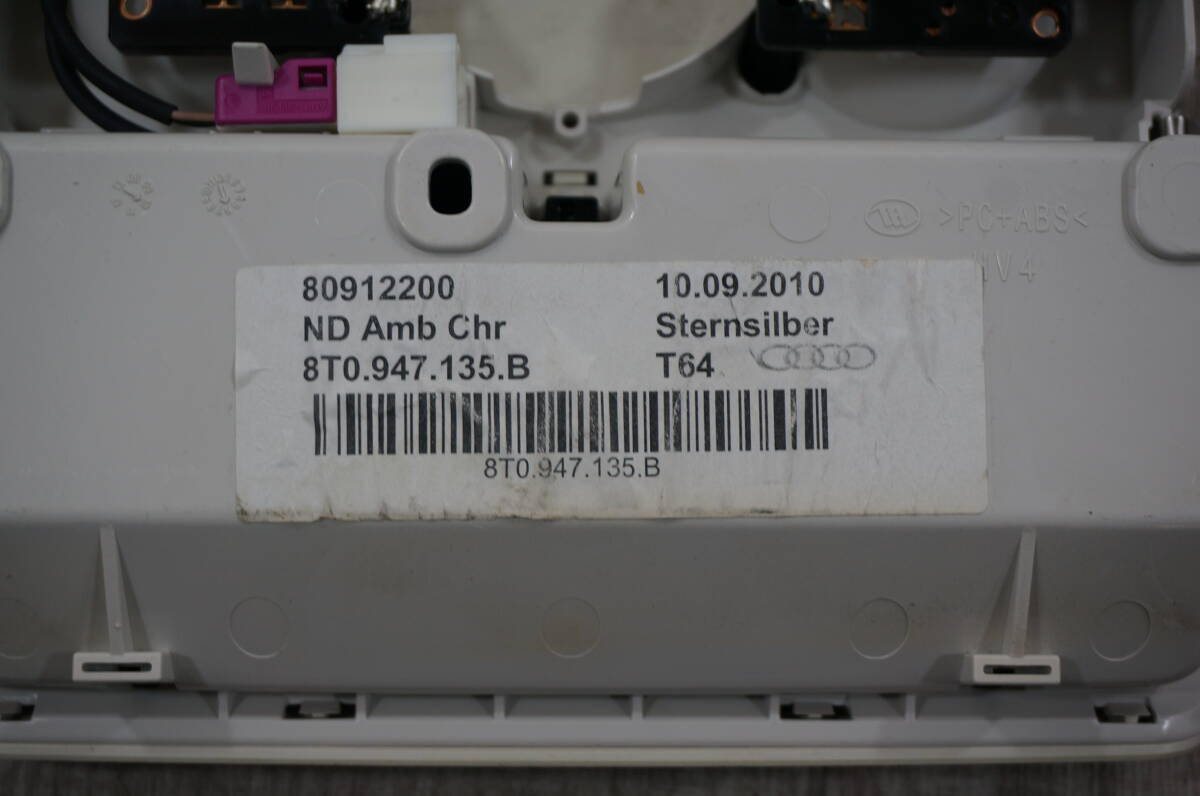 >PC+ABS<
80912200 10.09.2010
ND Amb Chr Sternsilber
8T0.947.135.B T64
8T0.947.135.B